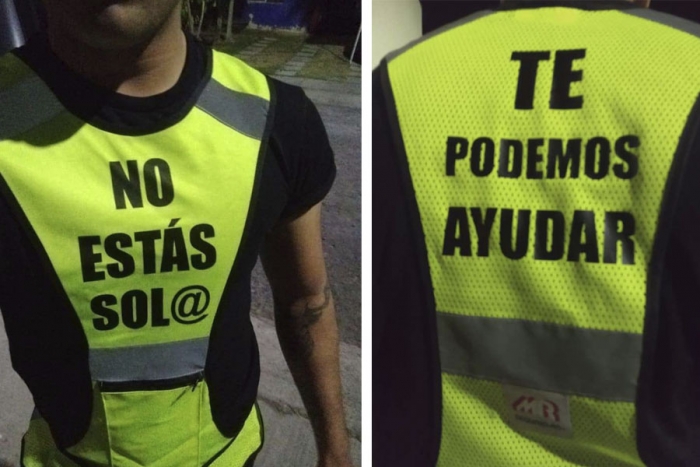 NO
ESTÁS
SOL@
TE
PODEMOS
AYUDAR